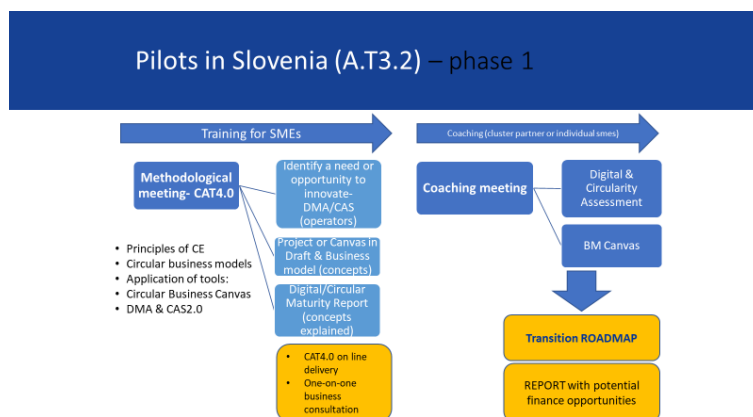 Pilots in Slovenia (A.T3.2) – phase 1
Training for SMEs
Methodological
meeting- CAT4.0
Identify a need or
opportunity to
innovate-
DMA/CAS
(operators)
Project or Canvas in
Draft & Business
model (concepts)
Digital/Circular
Maturity Report
(concepts
explained)
• Principles of CE
• Circular business models
• Application of tools:
• Circular Business Canvas
• DMA & CAS2.0
• CAT4.0 on line
delivery
• One-on-one
business
consultation
Coaching (cluster partner or individual smes)
Coaching meeting
Digital &
Circularity
Assessment
BM Canvas
Transition ROADMAP
REPORT with potential
finance opportunities